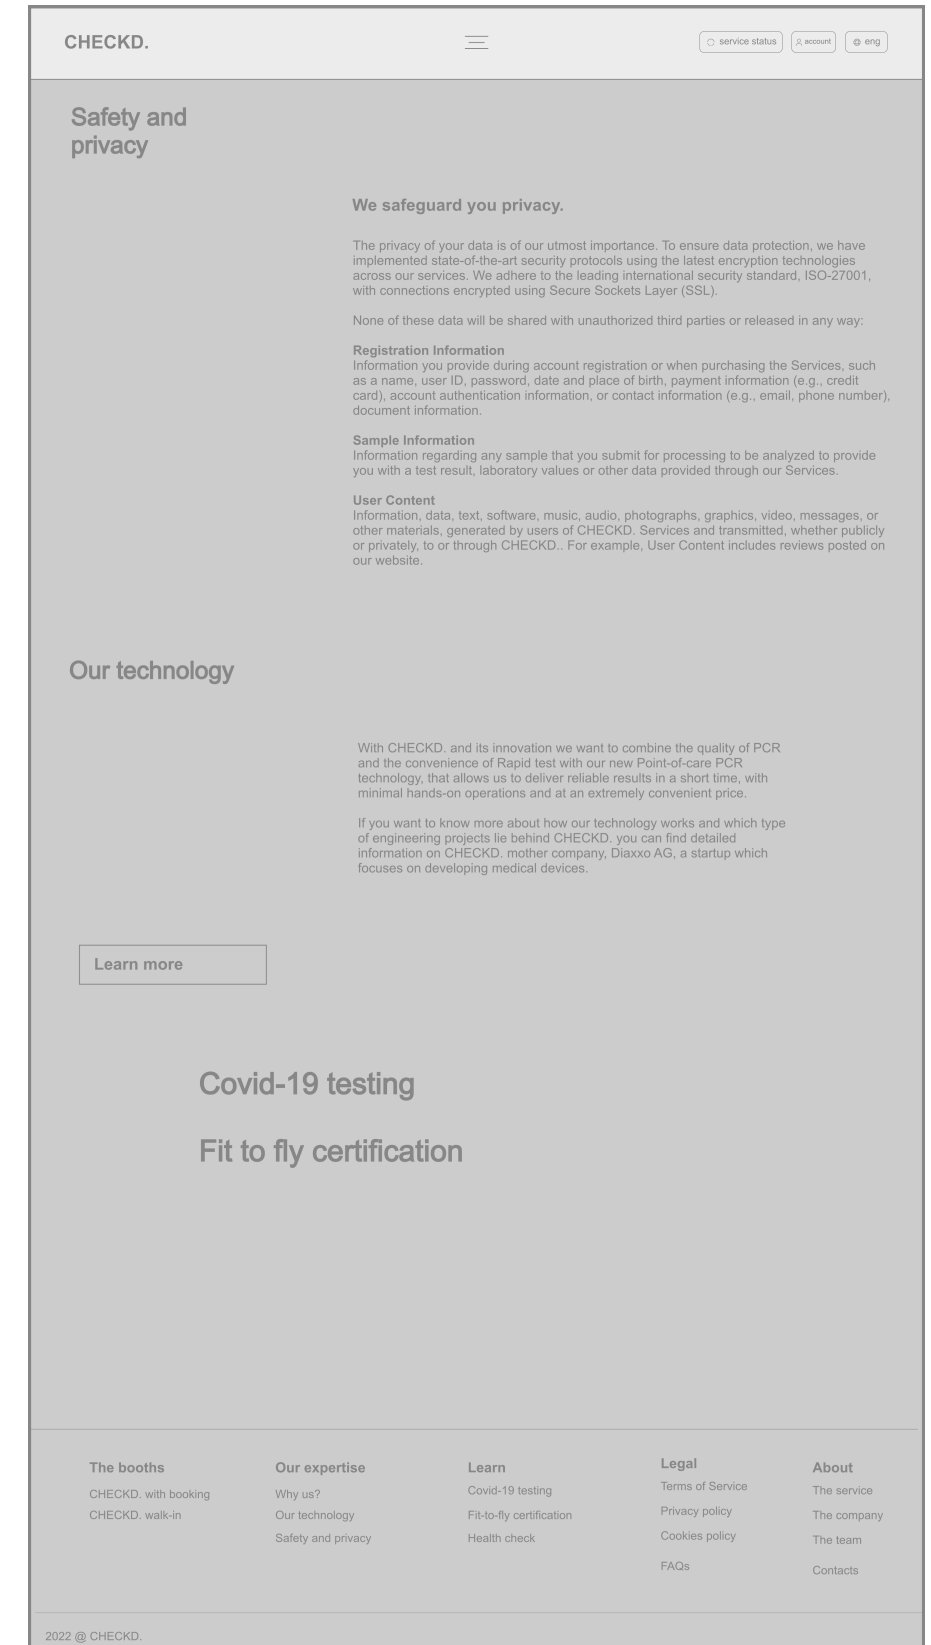 CHECKD.
service status
account
@ eng
Safety and
privacy
We safeguard you privacy.
The privacy of your data is of our utmost importance. To ensure data protection, we have
implemented state-of-the-art security protocols using the latest encryption technologies
across our services. We adhere to the leading international security standard, ISO-27001,
with connections encrypted using Secure Sockets Layer (SSL).
None of these data will be shared with unauthorized third parties or released in any way:
Registration Information
Information you provide during account registration or when purchasing the Services, such
as a name, user ID, password, date and place of birth, payment information (e.g., credit
card), account authentication information, or contact information (e.g., email, phone number),
document information.
Sample Information
Information regarding any sample that you submit for processing to be analyzed to provide
you with a test result, laboratory values or other data provided through our Services.
User Content
Information, data, text, software, music, audio, photographs, graphics, video, messages, or
other materials, generated by users of CHECKD. Services and transmitted, whether publicly
or privately, to or through CHECKD.. For example, User Content includes reviews posted on
our website.
Our technology
With CHECKD. and its innovation we want to combine the quality of PCR
and the convenience of Rapid test with our new Point-of-care PCR
technology, that allows us to deliver reliable results in a short time, with
minimal hands-on operations and at an extremely convenient price.
If you want to know more about how our technology works and which type
of engineering projects lie behind CHECKD. you can find detailed
information on CHECKD. mother company, Diaxxo AG, a startup which
focuses on developing medical devices.
Learn more
Covid-19 testing
Fit to fly certification
The booths
CHECKD. with booking
CHECKD. walk-in
Our expertise
Why us?
Our technology
Safety and privacy
Learn
Covid-19 testing
Fit-to-fly certification
Health check
Legal
Terms of Service
Privacy policy
Cookies policy
FAQs
About
The service
The company
The team
Contacts
2022 @ CHECKD.